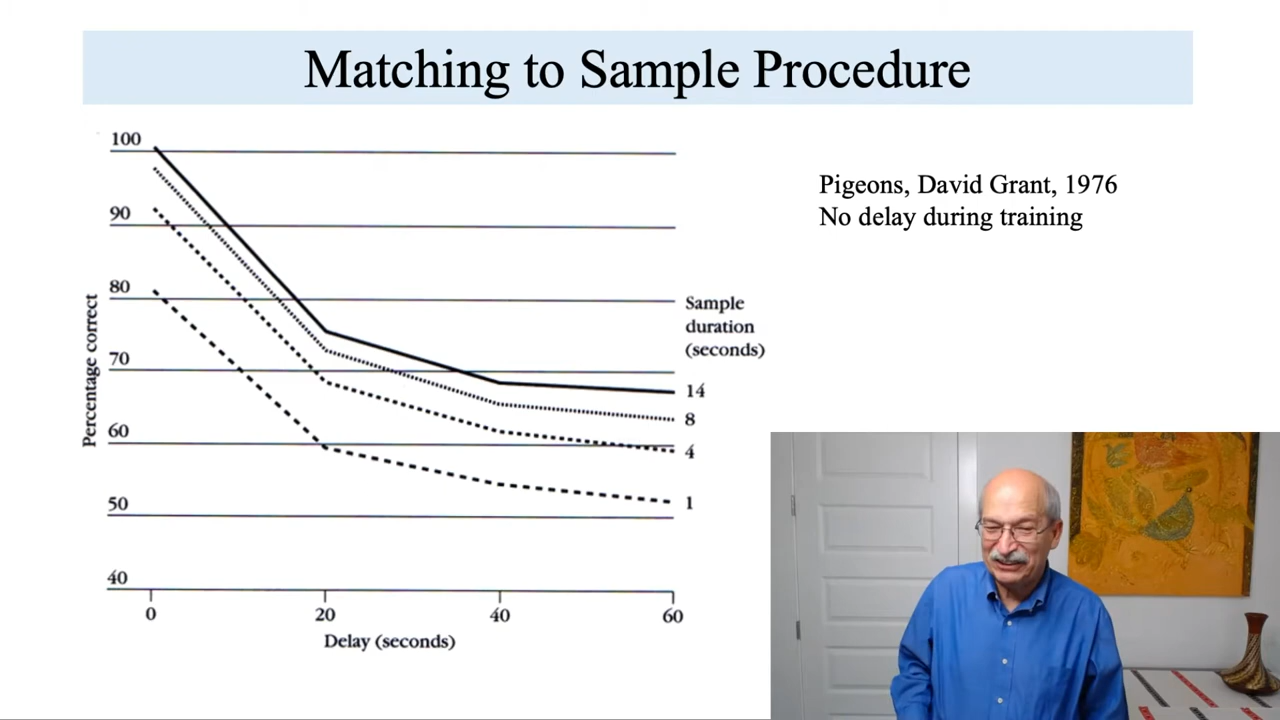 Matching to Sample Procedure
100
90
80
70
60
50
40
Percentage correct
0
20
40
60
Delay (seconds)
Sample
duration
(seconds)
14
8
4
1
Pigeons, David Grant, 1976
No delay during training